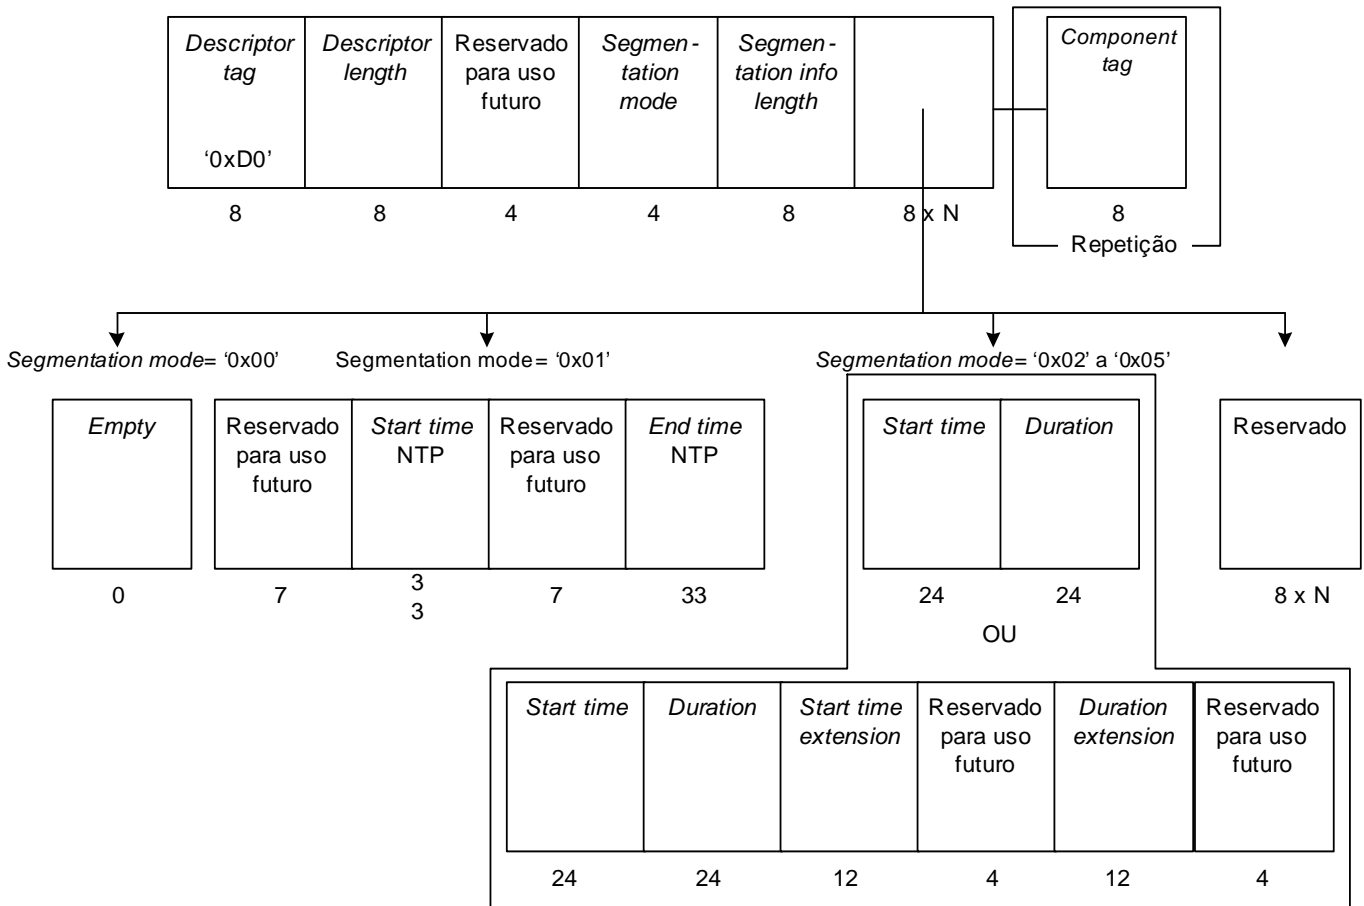 Descriptor tag
'0xD0'
Descriptor length
Reservado para uso futuro
Segmen-tation mode
Segmen-tation info length
Component tag
8
8
4
4
8
8 x N
8
Repetição
Segmentation mode= '0x00'
Segmentation mode= '0x01'
Segmentation mode= '0x02' a '0x05'
Empty
Reservado para uso futuro
Start time NTP
Reservado para uso futuro
End time NTP
Start time
Duration
Reservado
0
7
3
3
7
33
24
24
8 x N
OU
Start time
Duration
Start time extension
Reservado para uso futuro
Duration extension
Reservado para uso futuro
24
24
12
4
12
4